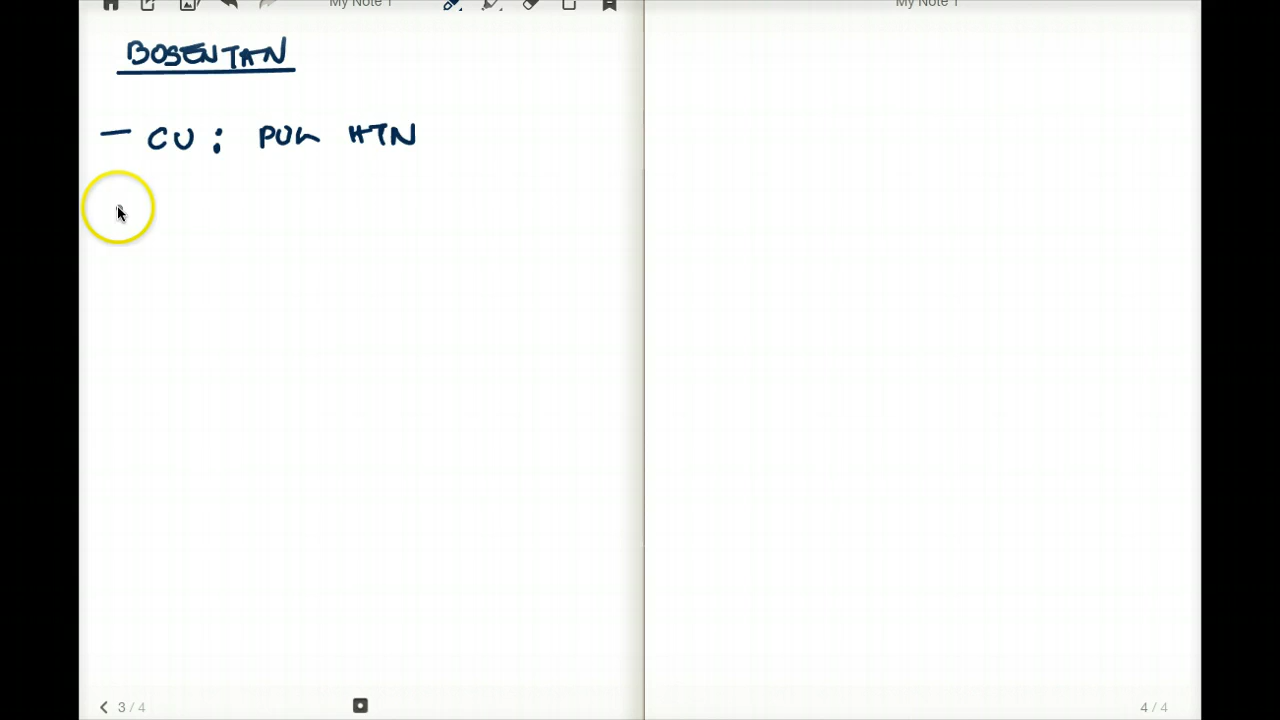 My Note 1
My Note 1
BOSENTAN
– CU : PUL HTN
3 / 4
4 / 4